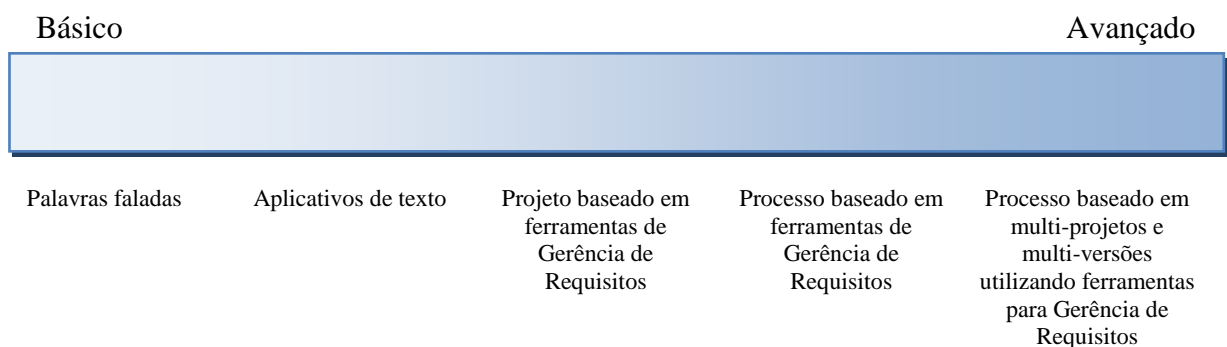 Básico
Avançado
Palavras faladas
Aplicativos de texto
Projeto baseado em
ferramentas de
Gerência de
Requisitos
Processo baseado em
ferramentas de
Gerência de
Requisitos
Processo baseado em
multi-projetos e
multi-versões
utilizando ferramentas
para Gerência de
Requisitos